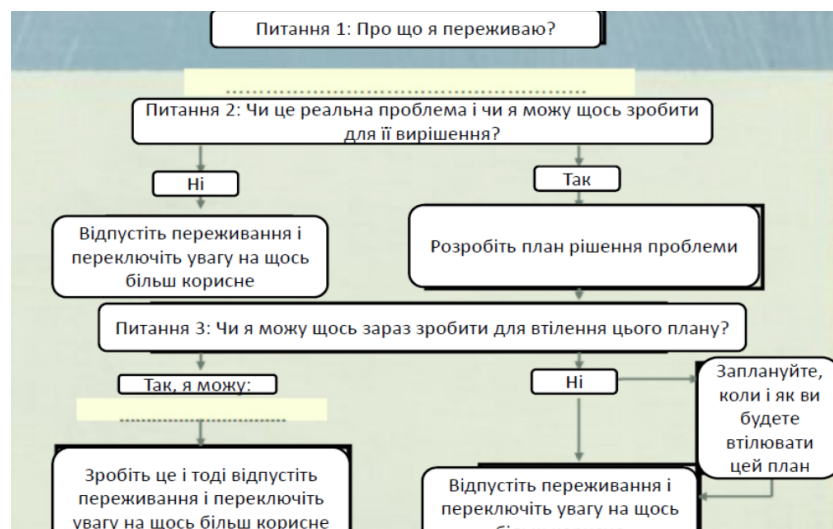 Питання 1: Про що я переживаю?
Питання 2: Чи це реальна проблема і чи я можу щось зробити
для її вирішення?
Ні
Так
Відпустіть переживання і
переключіть увагу на щось
більш корисне
Розробіть план рішення проблеми
Питання 3: Чи я можу щось зараз зробити для втілення цього плану?
Так, я можу:
Ні
Заплануйте,
коли і як ви
будете
втілювати
цей план
Зробіть це і тоді відпустіть
переживання і переключіть
увагу на щось більш корисне
Відпустіть переживання і
переключіть увагу на щось